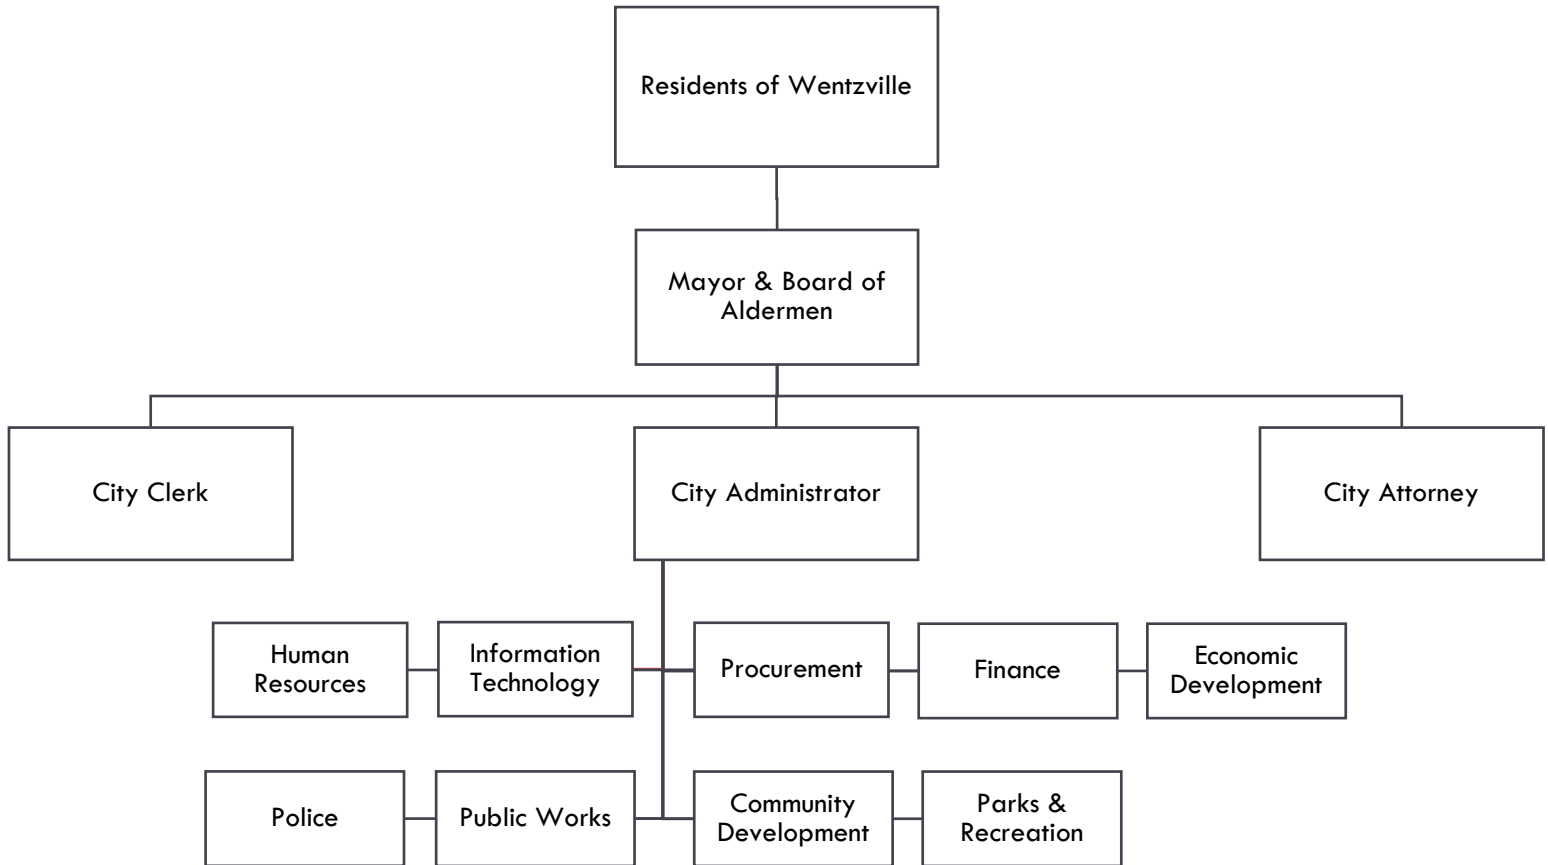 Residents of Wentzville
Mayor & Board of
Aldermen
City Clerk
City Administrator
City Attorney
Human
Resources
Information
Technology
Procurement
Finance
Economic
Development
Police
Public Works
Community
Development
Parks &
Recreation